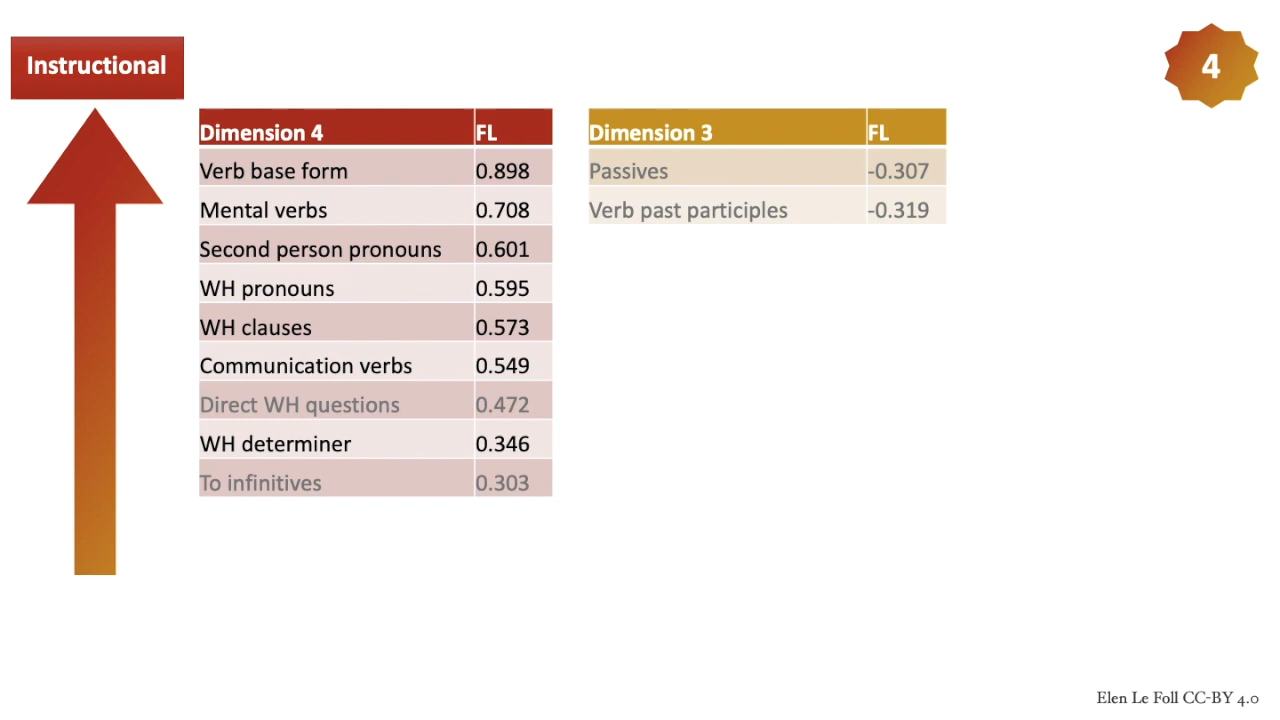 Instructional
4
Dimension 4 FL
Verb base form 0.898
Mental verbs 0.708
Second person pronouns 0.601
WH pronouns 0.595
WH clauses 0.573
Communication verbs 0.549
Direct WH questions 0.472
WH determiner 0.346
To infinitives 0.303
Dimension 3 FL
Passives -0.307
Verb past participles -0.319
Elen Le Foll CC-BY 4.0